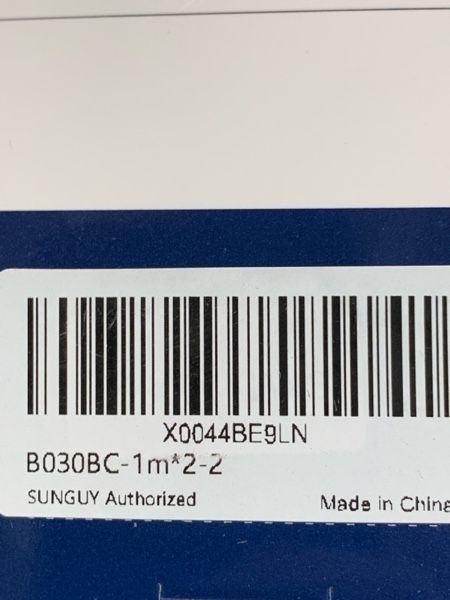 X0044BE9LN
B030BC-1m*2-2
SUNGUY Authorized
Made in China